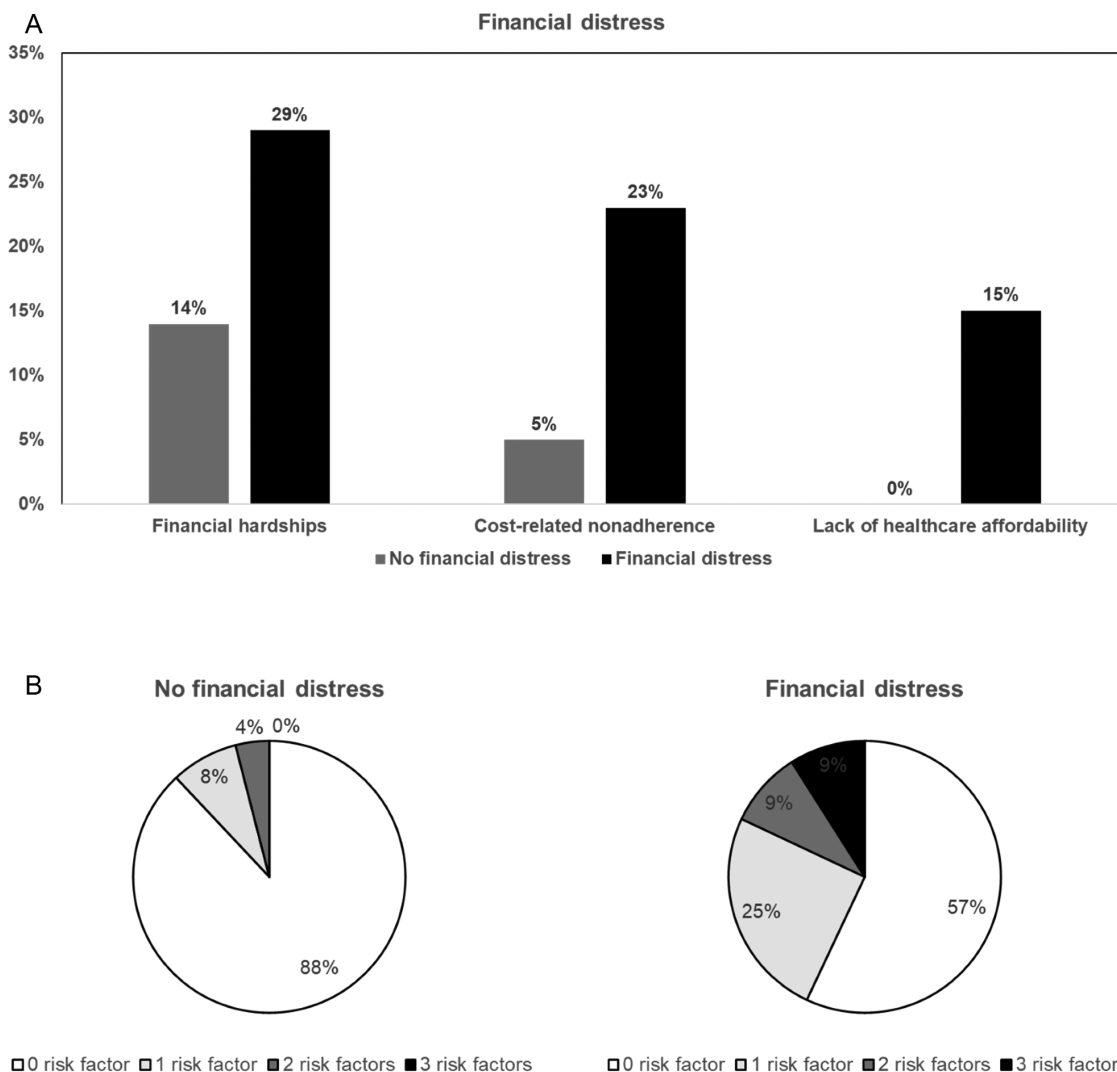 A
Financial distress
35%
30%
25%
20%
15%
10%
5%
0%
14%
29%
5%
23%
0%
15%
Financial hardships
Cost-related nonadherence
Lack of healthcare affordability
No financial distress Financial distress
B
No financial distress
4% 0%
8%
88%
0 risk factor 1 risk factor 2 risk factors 3 risk factors
Financial distress
9%
9%
25%
57%
0 risk factor 1 risk factor 2 risk factors 3 risk factor